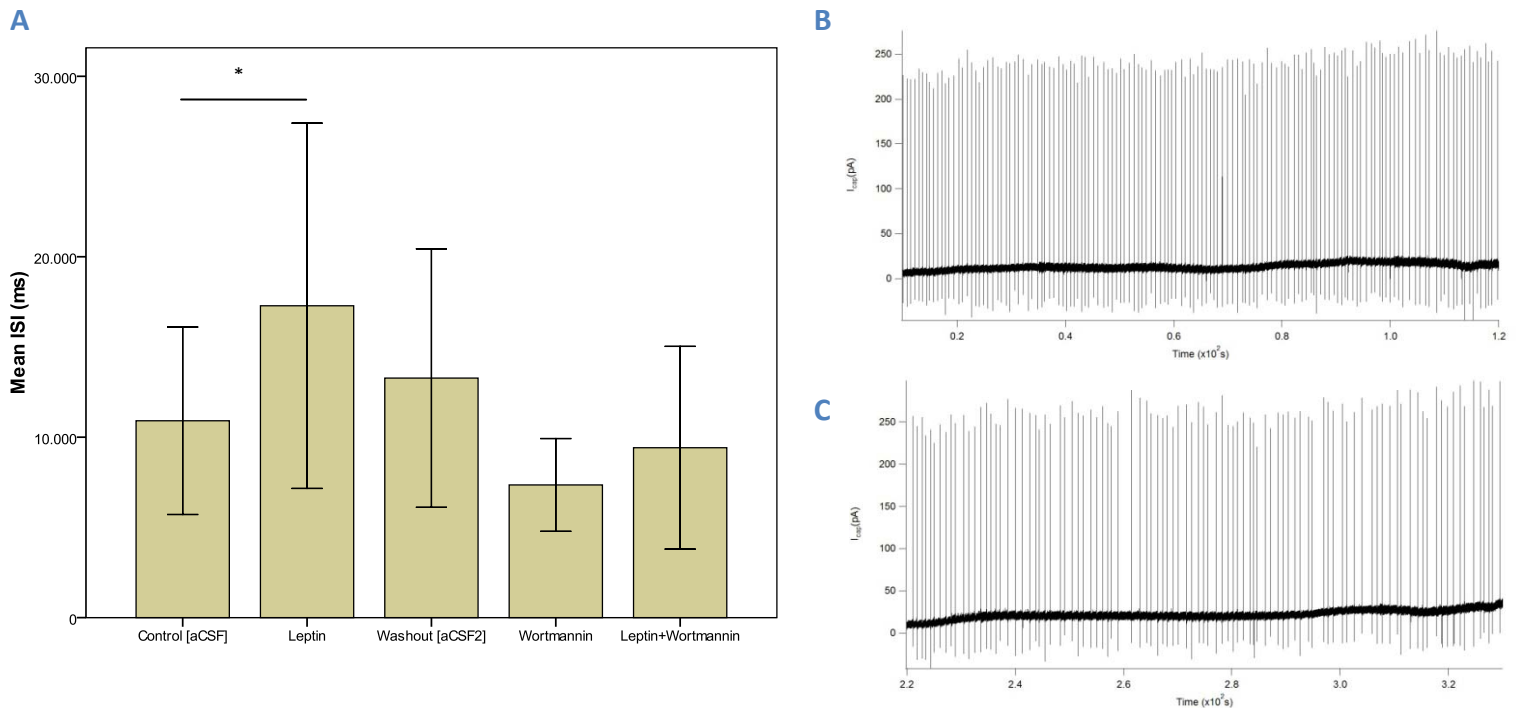 A
*
30.000
20.000
10.000
0
Mean ISI (ms)
Control [aCSF]
Leptin
Washout [aCSF2]
Wortmannin
Leptin+Wortmannin
B
250
200
150
100
50
0
I_cap(pA)
0.2
0.4
0.6
0.8
1.0
1.2
Time (x10²s)
C
250
200
150
100
50
0
I_cap(pA)
2.2
2.4
2.6
2.8
3.0
3.2
Time (x10²s)